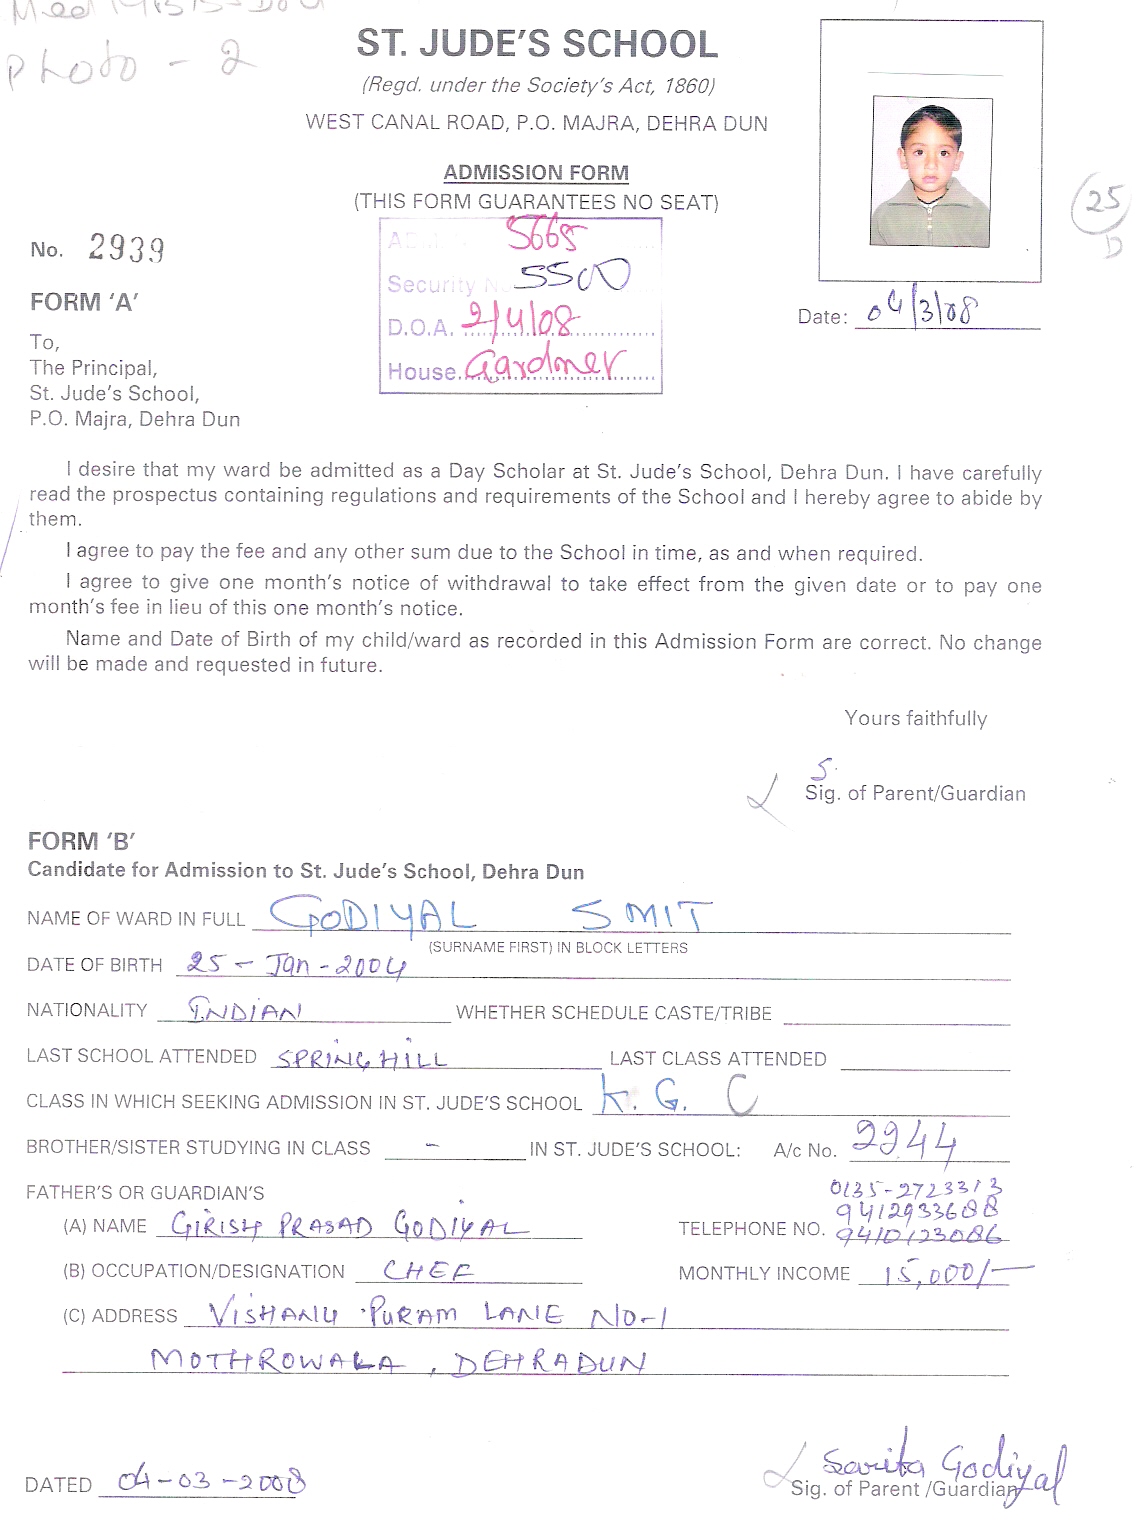 Photo - 2
ST. JUDE'S SCHOOL
(Regd. under the Society's Act, 1860)
WEST CANAL ROAD, P.O. MAJRA, DEHRA DUN
ADMISSION FORM
(THIS FORM GUARANTEES NO SEAT)
25
D
No. 2939
5665
Security N 5500
D.O.A. 2/4/08
House. Gardner
FORM 'A'
Date: 04/3/08
To,
The Principal,
St. Jude's School,
P.O. Majra, Dehra Dun
I desire that my ward be admitted as a Day Scholar at St. Jude's School, Dehra Dun. I have carefully
read the prospectus containing regulations and requirements of the School and I hereby agree to abide by
them.
I agree to pay the fee and any other sum due to the School in time, as and when required.
I agree to give one month's notice of withdrawal to take effect from the given date or to pay one
month's fee in lieu of this one month's notice.
Name and Date of Birth of my child/ward as recorded in this Admission Form are correct. No change
will be made and requested in future.
Yours faithfully
S.
Sig. of Parent/Guardian
FORM 'B'
Candidate for Admission to St. Jude's School, Dehra Dun
NAME OF WARD IN FULL GODIYAL SMIT
(SURNAME FIRST) IN BLOCK LETTERS
DATE OF BIRTH 25 - Jan - 2004
NATIONALITY INDIAN WHETHER SCHEDULE CASTE/TRIBE
LAST SCHOOL ATTENDED SPRING HILL LAST CLASS ATTENDED
CLASS IN WHICH SEEKING ADMISSION IN ST. JUDE'S SCHOOL K. G. C
BROTHER/SISTER STUDYING IN CLASS - IN ST. JUDE'S SCHOOL: A/c No. 2944
FATHER'S OR GUARDIAN'S 0135-2723313
9412933688
(A) NAME GIRISH PRASAD GODIYAL TELEPHONE NO. 9410123086
(B) OCCUPATION/DESIGNATION CHEF MONTHLY INCOME 15,000/-
(C) ADDRESS VISHANU PURAM LANE NO-1
MOTHROWALA, DEHRADUN
DATED 04-03-2008 Savita Godiyal
Sig. of Parent /Guardian